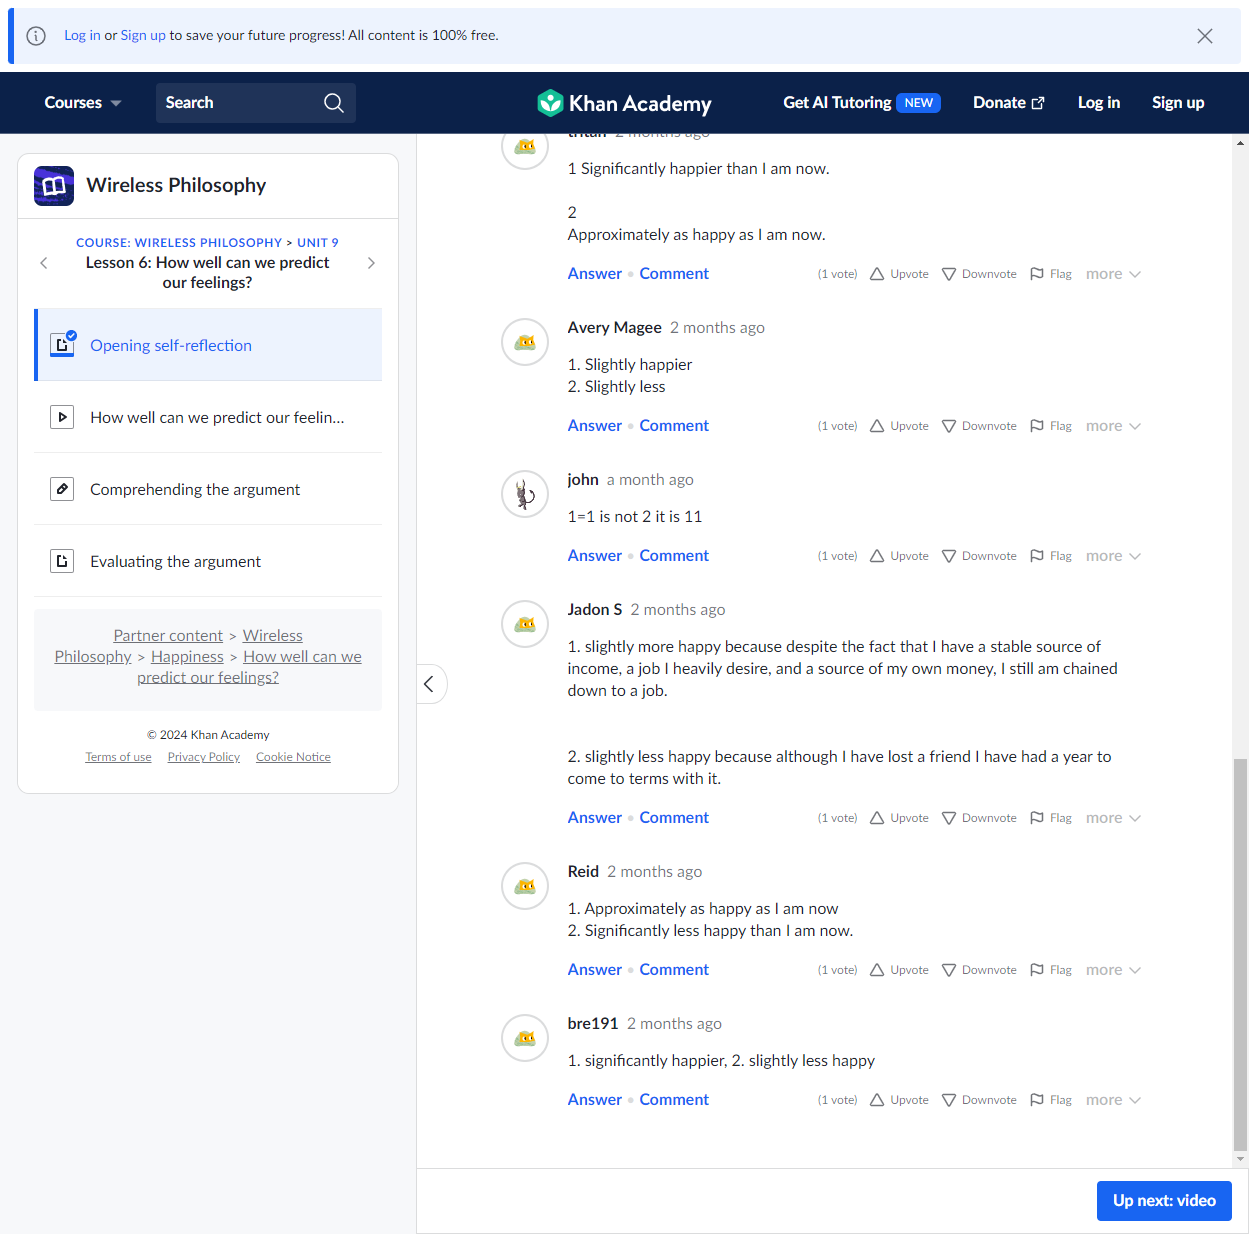 Log in or Sign up to save your future progress! All content is 100% free.
Courses
Search
Khan Academy
Get AI Tutoring NEW
Donate
Log in
Sign up
Wireless Philosophy
COURSE: WIRELESS PHILOSOPHY > UNIT 9
Lesson 6: How well can we predict
our feelings?
Opening self-reflection
How well can we predict our feelin...
Comprehending the argument
Evaluating the argument
Partner content > Wireless
Philosophy > Happiness > How well can we
predict our feelings?
© 2024 Khan Academy
Terms of use Privacy Policy Cookie Notice
tritan 2 months ago
1 Significantly happier than I am now.
2
Approximately as happy as I am now.
Answer • Comment (1 vote) Upvote Downvote Flag more
Avery Magee 2 months ago
1. Slightly happier
2. Slightly less
Answer • Comment (1 vote) Upvote Downvote Flag more
john a month ago
1=1 is not 2 it is 11
Answer • Comment (1 vote) Upvote Downvote Flag more
Jadon S 2 months ago
1. slightly more happy because despite the fact that I have a stable source of
income, a job I heavily desire, and a source of my own money, I still am chained
down to a job.
2. slightly less happy because although I have lost a friend I have had a year to
come to terms with it.
Answer • Comment (1 vote) Upvote Downvote Flag more
Reid 2 months ago
1. Approximately as happy as I am now
2. Significantly less happy than I am now.
Answer • Comment (1 vote) Upvote Downvote Flag more
bre191 2 months ago
1. significantly happier, 2. slightly less happy
Answer • Comment (1 vote) Upvote Downvote Flag more
Up next: video